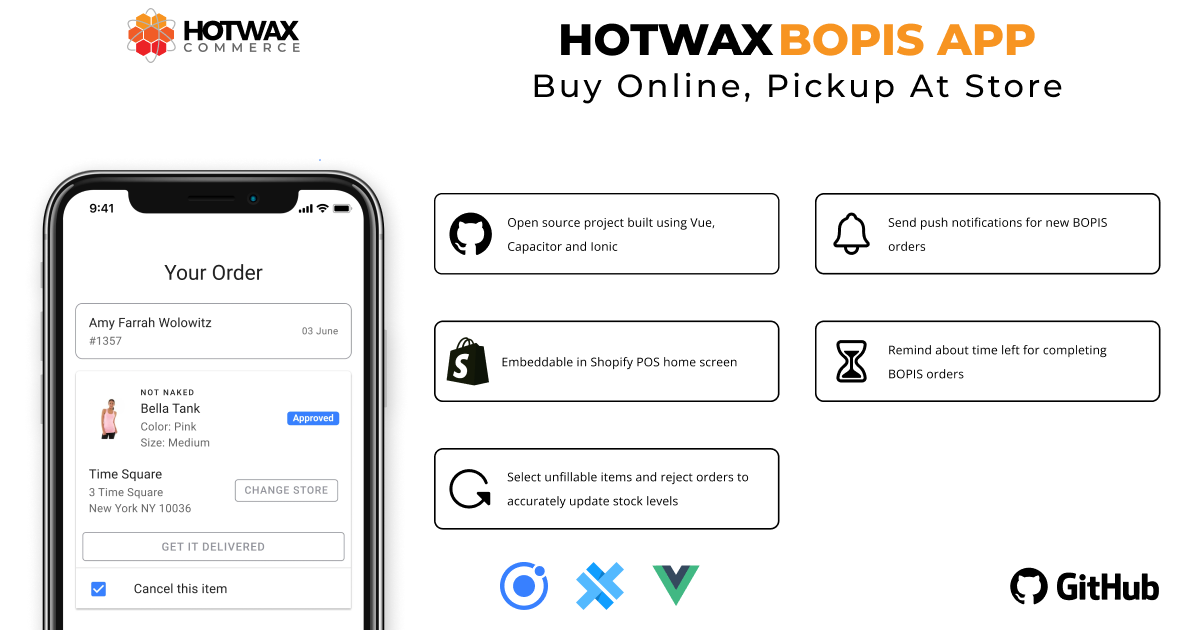 HOTWAX
COMMERCE
HOTWAX BOPIS APP
Buy Online, Pickup At Store
9:41
Your Order
Amy Farrah Wolowitz
#1357
03 June
NOT NAKED
Bella Tank
Color: Pink
Size: Medium
Approved
Time Square
3 Time Square
New York NY 10036
CHANGE STORE
GET IT DELIVERED
Cancel this item
Open source project built using Vue,
Capacitor and Ionic
Send push notifications for new BOPIS
orders
Embeddable in Shopify POS home screen
Remind about time left for completing
BOPIS orders
Select unfillable items and reject orders to
accurately update stock levels
GitHub